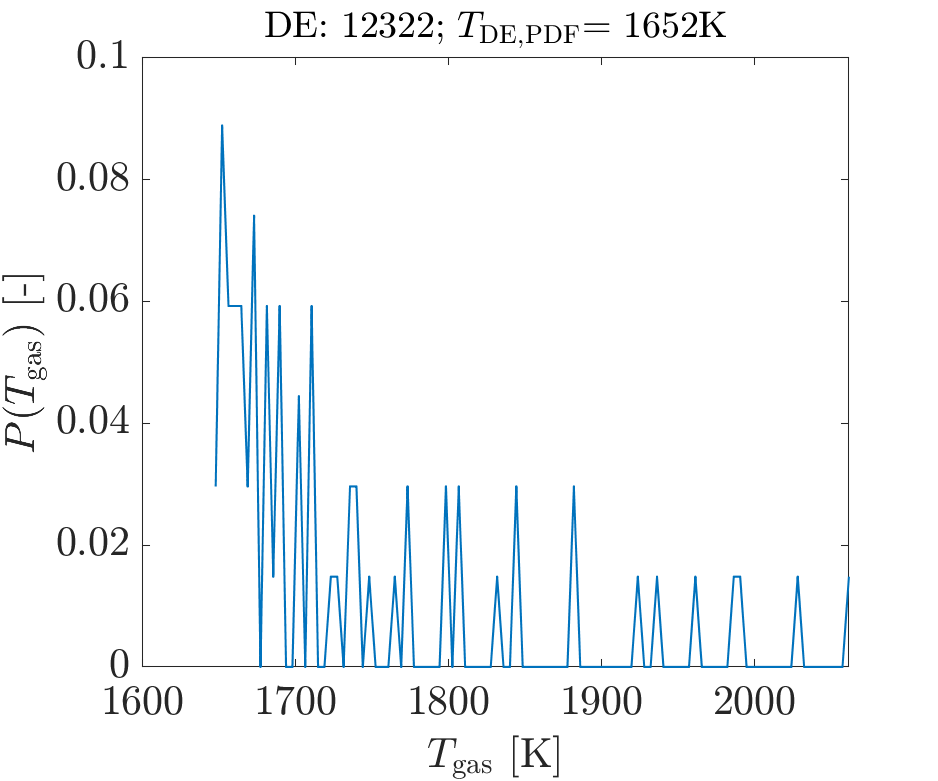 DE: 12322; T_DE,PDF= 1652K
0.1
0.08
0.06
0.04
0.02
0
P(T_gas) [-]
1600 1700 1800 1900 2000
T_gas [K]